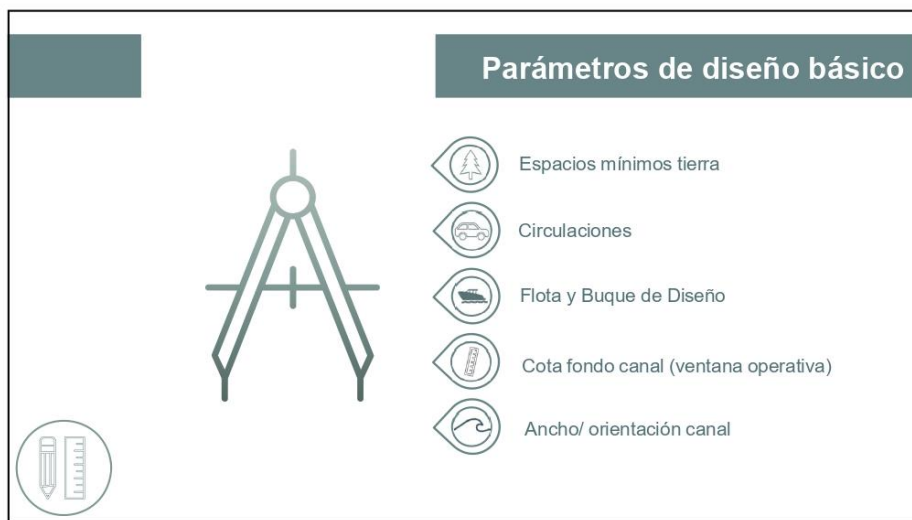 Parámetros de diseño básico
Espacios mínimos tierra
Circulaciones
Flota y Buque de Diseño
Cota fondo canal (ventana operativa)
Ancho/ orientación canal